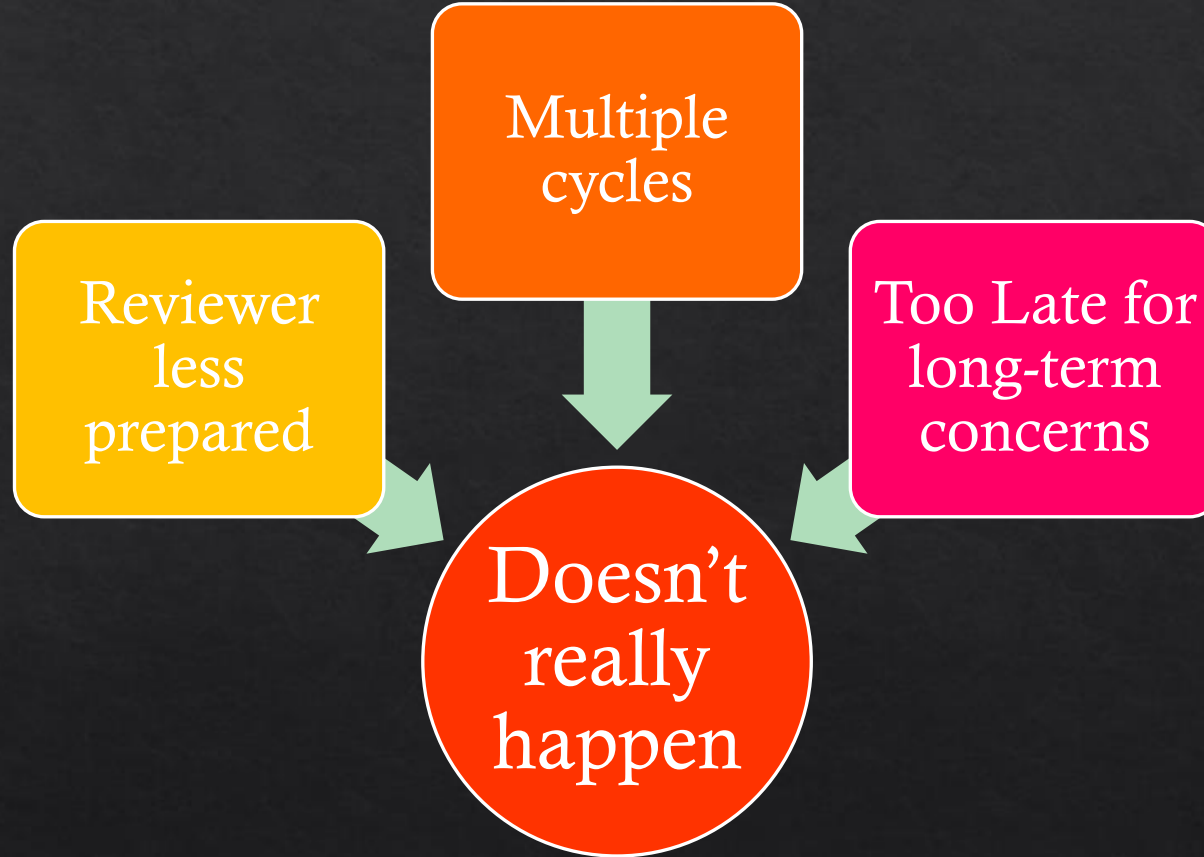 Multiple
cycles
Reviewer
less
prepared
Too Late for
long-term
concerns
Doesn’t
really
happen